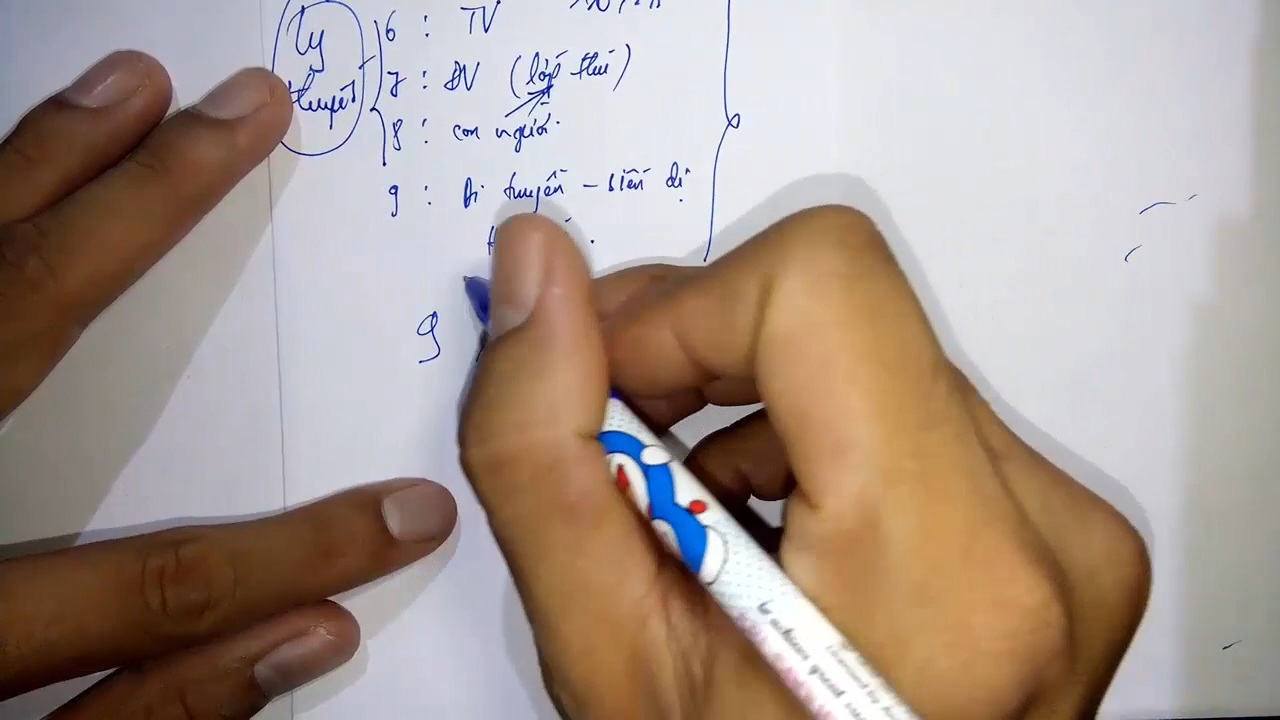 Lý
thuyết
6 : TV
7 : ĐV (lớp thú)
8 : con người
9 : Di truyền - biến dị
9